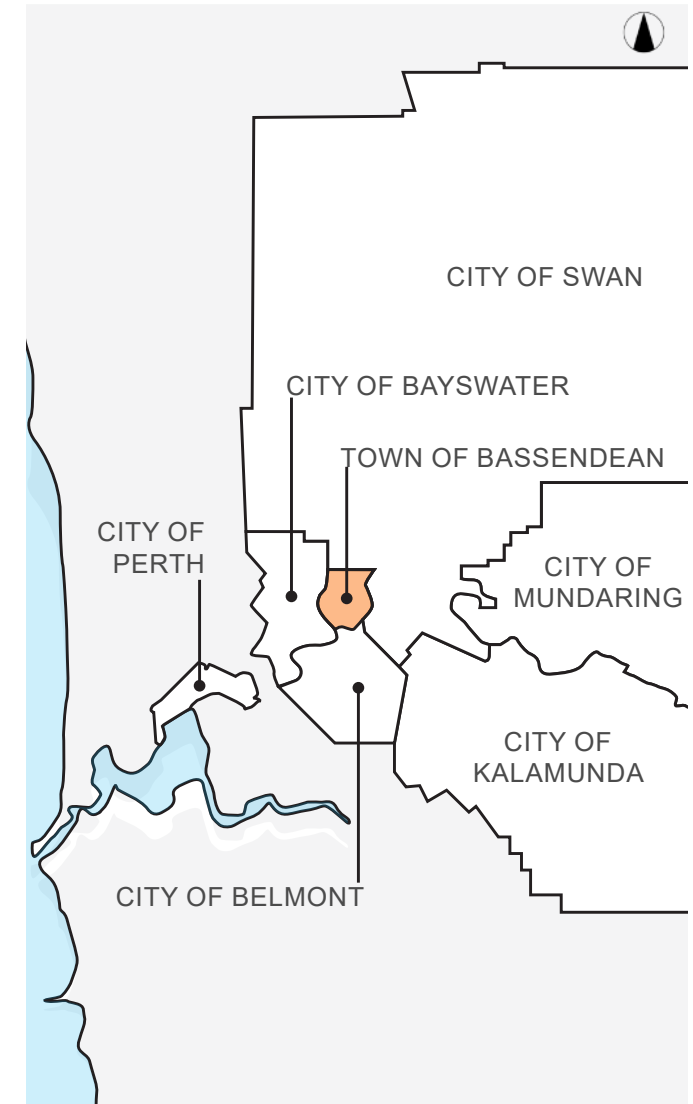 CITY OF SWAN
CITY OF BAYSWATER
TOWN OF BASSENDEAN
CITY OF
PERTH
CITY OF
MUNDARING
CITY OF
KALAMUNDA
CITY OF BELMONT